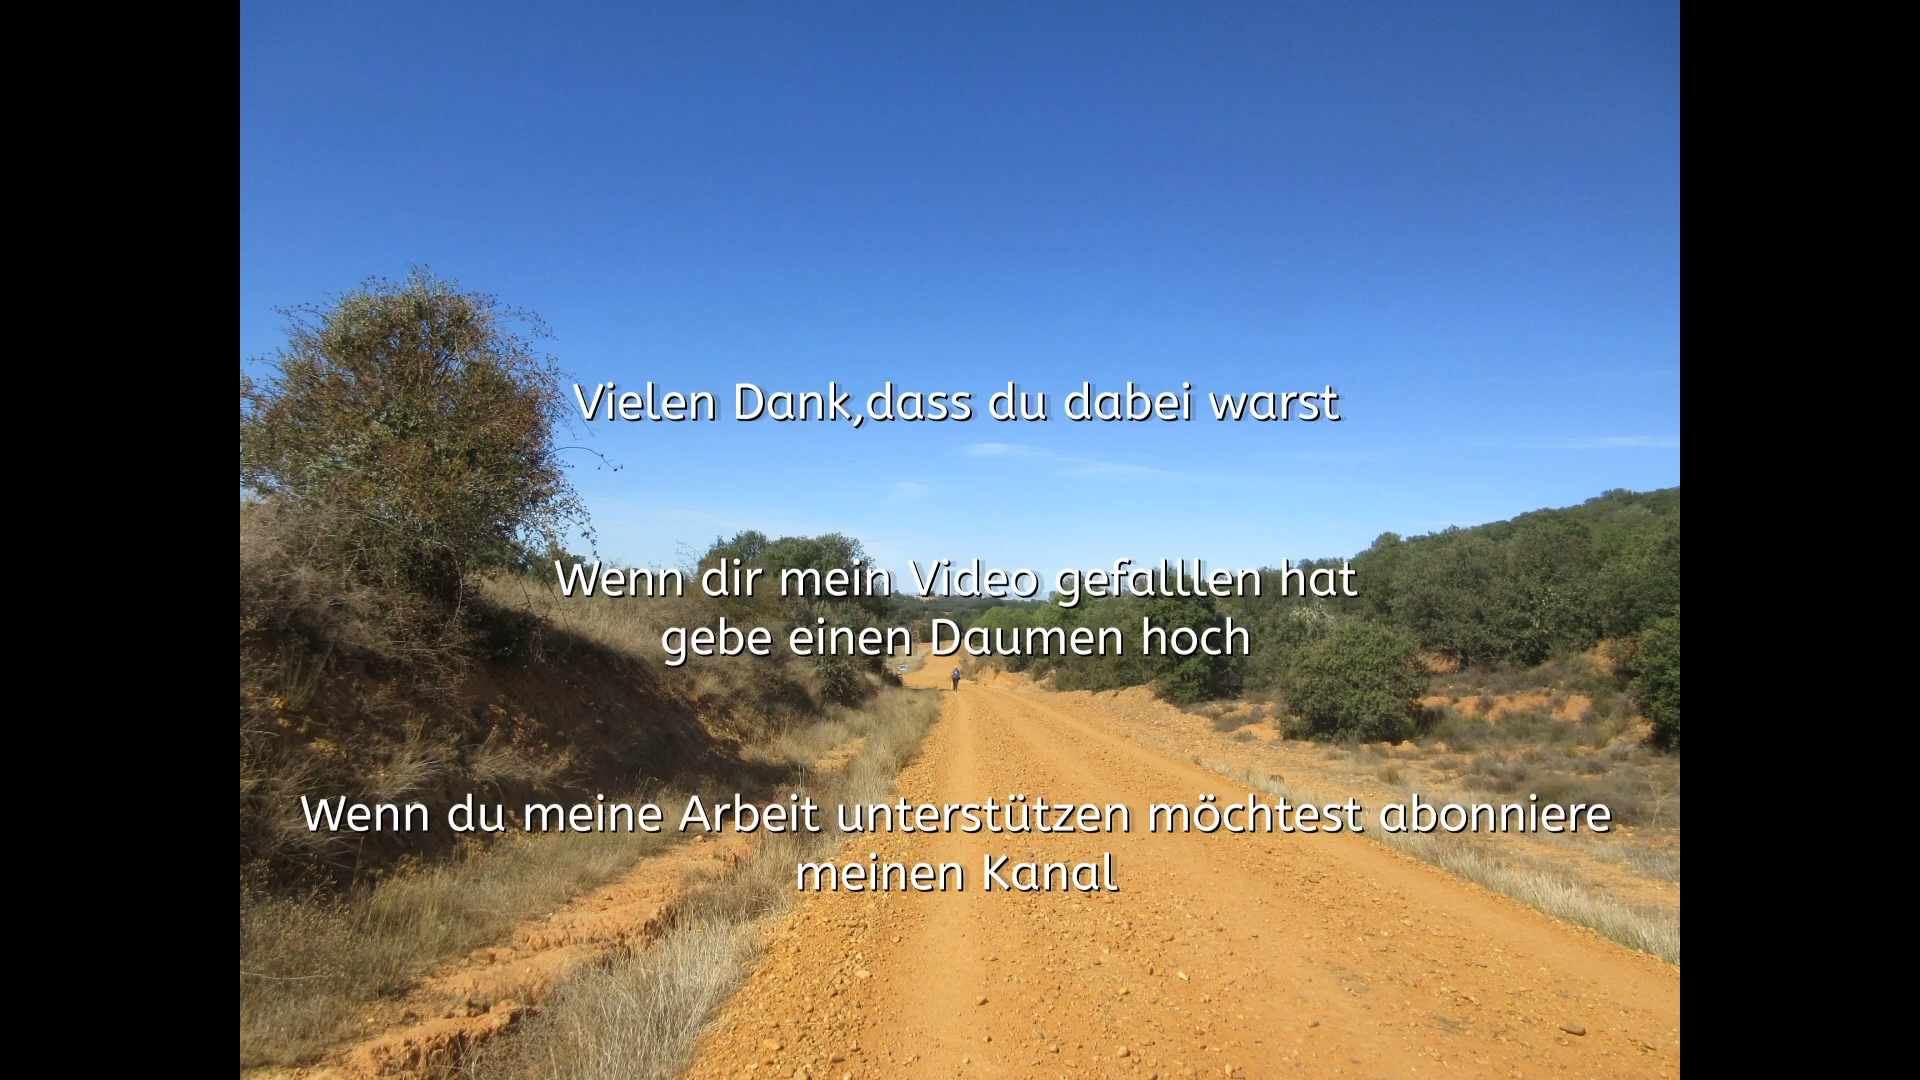 Vielen Dank,dass du dabei warst
Wenn dir mein Video gefalllen hat
gebe einen Daumen hoch
Wenn du meine Arbeit unterstützen möchtest abonniere
meinen Kanal